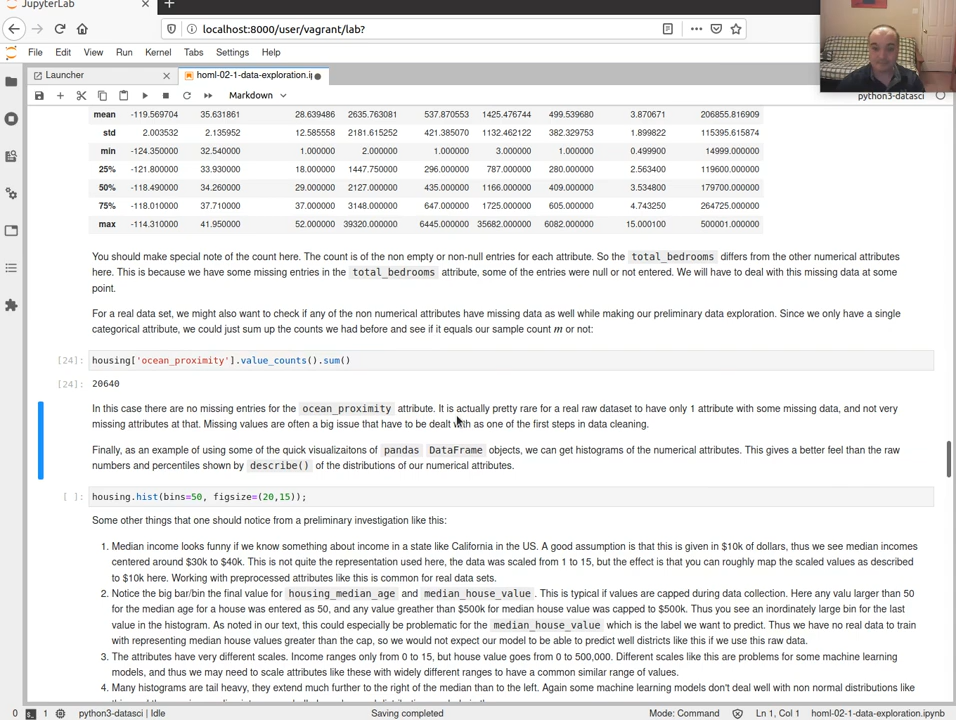 JupyterLab
localhost:8000/user/vagrant/lab?
File Edit View Run Kernel Tabs Settings Help
Launcher homl-02-1-data-exploration.ip
Markdown python3-datasci
mean -119.569704 35.631861 28.639486 2635.763081 537.870553 1425.476744 499.539680 3.870671 206855.816909
std 2.003532 2.135952 12.585558 2181.615252 421.385070 1132.462122 382.329753 1.899822 115395.615874
min -124.350000 32.540000 1.000000 2.000000 1.000000 3.000000 1.000000 0.499900 14999.000000
25% -121.800000 33.930000 18.000000 1447.750000 296.000000 787.000000 280.000000 2.563400 119600.000000
50% -118.490000 34.260000 29.000000 2127.000000 435.000000 1166.000000 409.000000 3.534800 179700.000000
75% -118.010000 37.710000 37.000000 3148.000000 647.000000 1725.000000 605.000000 4.743250 264725.000000
max -114.310000 41.950000 52.000000 39320.000000 6445.000000 35682.000000 6082.000000 15.000100 500001.000000
You should make special note of the count here. The count is of the non empty or non-null entries for each attribute. So the total_bedrooms differs from the other numerical attributes
here. This is because we have some missing entries in the total_bedrooms attribute, some of the entries were null or not entered. We will have to deal with this missing data at some
point.
For a real data set, we might also want to check if any of the non numerical attributes have missing data as well while making our preliminary data exploration. Since we only have a single
categorical attribute, we could just sum up the counts we had before and see if it equals our sample count m or not:
[24]: housing['ocean_proximity'].value_counts().sum()
[24]: 20640
In this case there are no missing entries for the ocean_proximity attribute. It is actually pretty rare for a real raw dataset to have only 1 attribute with some missing data, and not very
missing attributes at that. Missing values are often a big issue that have to be dealt with as one of the first steps in data cleaning.
Finally, as an example of using some of the quick visualizaitons of pandas DataFrame objects, we can get histograms of the numerical attributes. This gives a better feel than the raw
numbers and percentiles shown by describe() of the distributions of our numerical attributes.
[ ]: housing.hist(bins=50, figsize=(20,15));
Some other things that one should notice from a preliminary investigation like this:
1. Median income looks funny if we know something about income in a state like California in the US. A good assumption is that this is given in $10k of dollars, thus we see median incomes
centered around $30k to $40k. This is not quite the representation used here, the data was scaled from 1 to 15, but the effect is that you can roughly map the scaled values as described
to $10k here. Working with preprocessed attributes like this is common for real data sets.
2. Notice the big bar/bin the final value for housing_median_age and median_house_value. This is typical if values are capped during data collection. Here any valu larger than 50
for the median age for a house was entered as 50, and any value greather than $500k for median house value was capped to $500k. Thus you see an inordinately large bin for the last
value in the histogram. As noted in our text, this could especially be problematic for the median_house_value which is the label we want to predict. Thus we have no real data to train
with representing median house values greater than the cap, so we would not expect our model to be able to predict well districts like this if we use this raw data.
3. The attributes have very different scales. Income ranges only from 0 to 15, but house value goes from 0 to 500,000. Different scales like this are problems for some machine learning
models, and thus we may need to scale attributes like these with widely different ranges to have a common similar range of values.
4. Many histograms are tail heavy, they extend much further to the right of the median than to the left. Again some machine learning models don't deal well with non normal distributions like
0 1 python3-datasci | Idle Saving completed Mode: Command Ln 1, Col 1 homl-02-1-data-exploration.ipynb